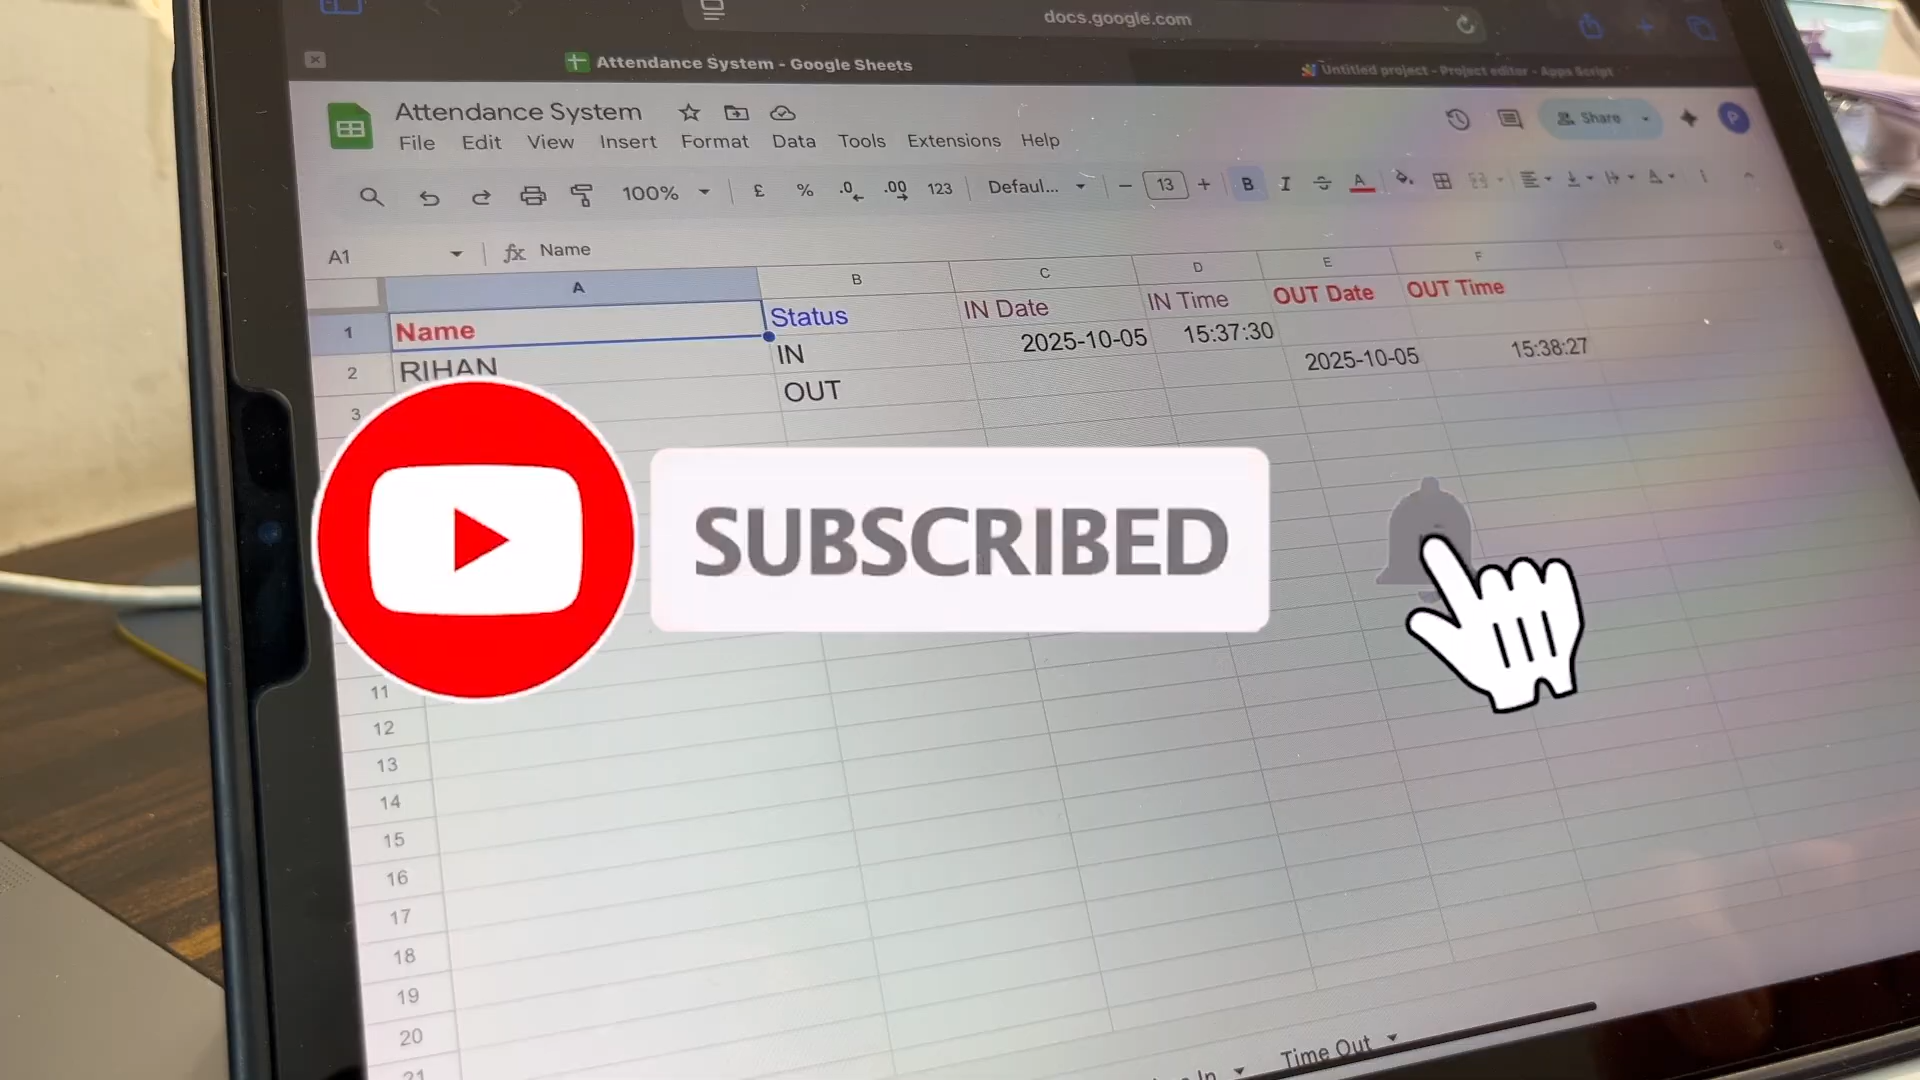 docs.google.com
Attendance System - Google Sheets
Untitled project - Project editor - Apps Script
Attendance System
Share
P
File Edit View Insert Format Data Tools Extensions Help
100% £ % .0 .00 123 Defaul... − 13 + B I A
A1 fx Name
A B C D E F G
1 Name Status IN Date IN Time OUT Date OUT Time
2 RIHAN IN 2025-10-05 15:37:30
3 OUT 2025-10-05 15:38:27
SUBSCRIBED
11
12
13
14
15
16
17
18
19
20
21
In Time Out